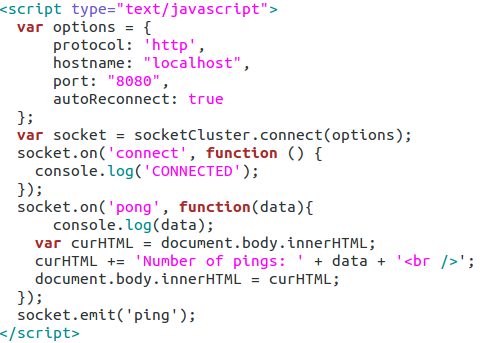 <script type="text/javascript">
  var options = {
      protocol: 'http',
      hostname: "localhost",
      port: "8080",
      autoReconnect: true
  };
  var socket = socketCluster.connect(options);
  socket.on('connect', function () {
    console.log('CONNECTED');
  });
  socket.on('pong', function(data){
      console.log(data);
    var curHTML = document.body.innerHTML;
    curHTML += 'Number of pings: ' + data + '<br />';
    document.body.innerHTML = curHTML;
  });
  socket.emit('ping');
</script>